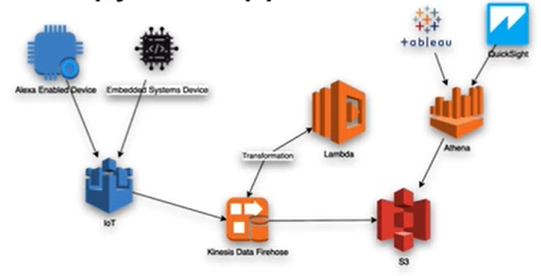 +ableau
QuickSight
Alexa Enabled Device
Embedded Systems Device
Transformation
Lambda
Athena
IoT
Kinesis Data Firehose
S3